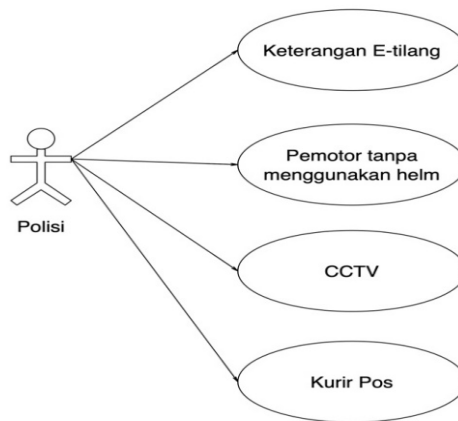 Keterangan E-tilang
Pemotor tanpa
menggunakan helm
Polisi
CCTV
Kurir Pos